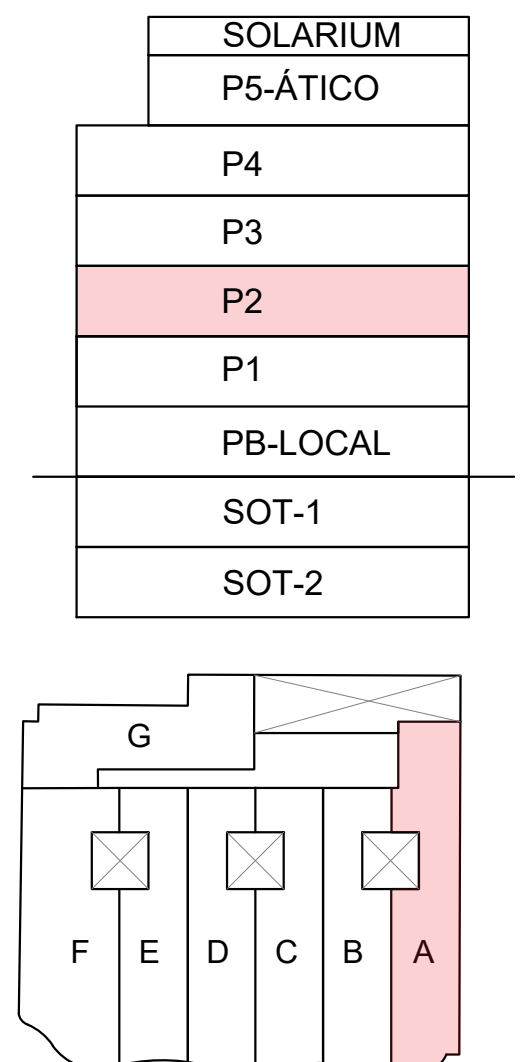 SOLARIUM
P5-ÁTICO
P4
P3
P2
P1
PB-LOCAL
SOT-1
SOT-2
G
F E D C B A